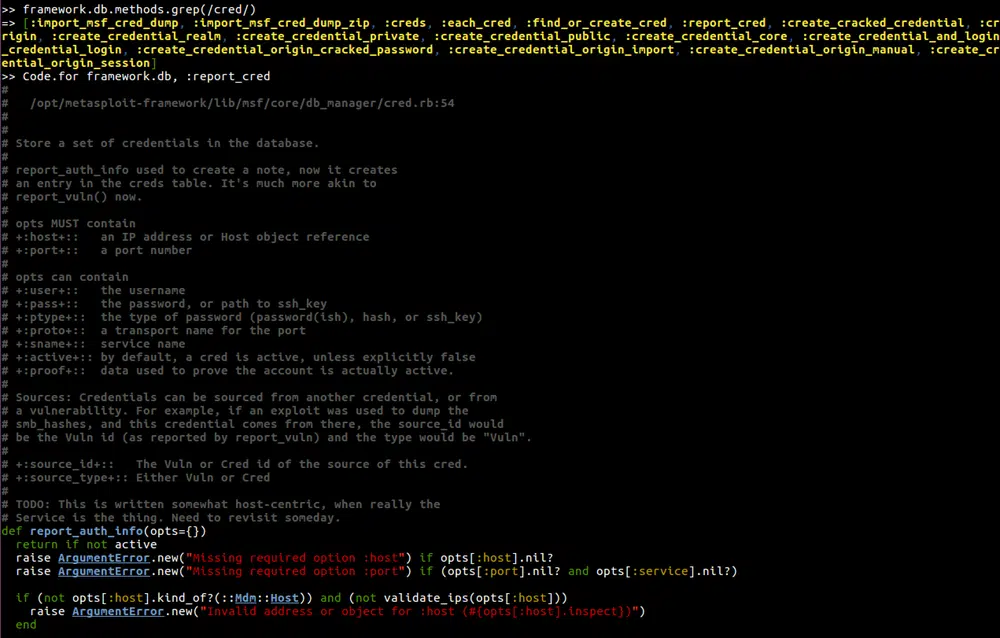 >> framework.db.methods.grep(/cred/)
=> [:import_msf_cred_dump, :import_msf_cred_dump_zip, :creds, :each_cred, :find_or_create_cred, :report_cred, :create_cracked_credential, :cr
rigin, :create_credential_realm, :create_credential_private, :create_credential_public, :create_credential_core, :create_credential_and_login
_credential_login, :create_credential_origin_cracked_password, :create_credential_origin_import, :create_credential_origin_manual, :create_cr
ential_origin_session]
>> Code.for framework.db, :report_cred
#
#   /opt/metasploit-framework/lib/msf/core/db_manager/cred.rb:54
#
#
# Store a set of credentials in the database.
#
# report_auth_info used to create a note, now it creates
# an entry in the creds table. It's much more akin to
# report_vuln() now.
#
# opts MUST contain
# +:host+::   an IP address or Host object reference
# +:port+::   a port number
#
# opts can contain
# +:user+::   the username
# +:pass+::   the password, or path to ssh_key
# +:ptype+::  the type of password (password(ish), hash, or ssh_key)
# +:proto+::  a transport name for the port
# +:sname+::  service name
# +:active+:: by default, a cred is active, unless explicitly false
# +:proof+::  data used to prove the account is actually active.
#
# Sources: Credentials can be sourced from another credential, or from
# a vulnerability. For example, if an exploit was used to dump the
# smb_hashes, and this credential comes from there, the source_id would
# be the Vuln id (as reported by report_vuln) and the type would be "Vuln".
#
# +:source_id+::   The Vuln or Cred id of the source of this cred.
# +:source_type+:: Either Vuln or Cred
#
# TODO: This is written somewhat host-centric, when really the
# Service is the thing. Need to revisit someday.
def report_auth_info(opts={})
  return if not active
  raise ArgumentError.new("Missing required option :host") if opts[:host].nil?
  raise ArgumentError.new("Missing required option :port") if (opts[:port].nil? and opts[:service].nil?)

  if (not opts[:host].kind_of?(::Mdm::Host)) and (not validate_ips(opts[:host]))
    raise ArgumentError.new("Invalid address or object for :host (#{opts[:host].inspect})")
  end